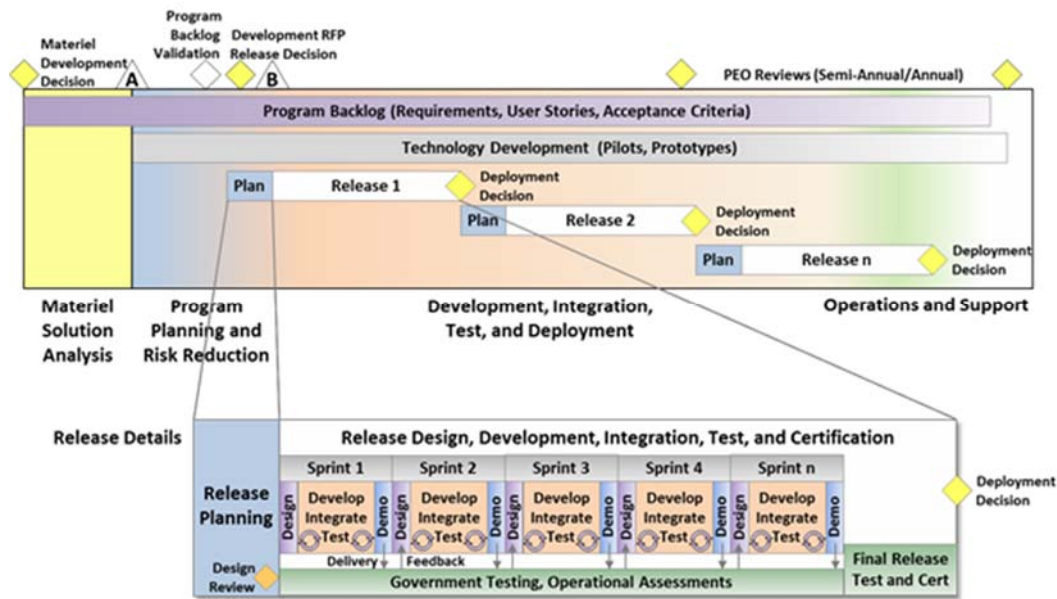 Materiel
Development
Decision
A
Program
Backlog
Validation
Development RFP
Release Decision
B
PEO Reviews (Semi-Annual/Annual)
Program Backlog (Requirements, User Stories, Acceptance Criteria)
Technology Development (Pilots, Prototypes)
Plan
Release 1
Deployment
Decision
Plan
Release 2
Deployment
Decision
Plan
Release n
Deployment
Decision
Materiel
Solution
Analysis
Program
Planning and
Risk Reduction
Development, Integration,
Test, and Deployment
Operations and Support
Release Details
Release
Planning
Design
Review
Release Design, Development, Integration, Test, and Certification
Sprint 1
Sprint 2
Sprint 3
Sprint 4
Sprint n
Design
Develop
Integrate
Test
Demo
Design
Develop
Integrate
Test
Demo
Design
Develop
Integrate
Test
Demo
Design
Develop
Integrate
Test
Demo
Design
Develop
Integrate
Test
Demo
Delivery
Feedback
Government Testing, Operational Assessments
Final Release
Test and Cert
Deployment
Decision